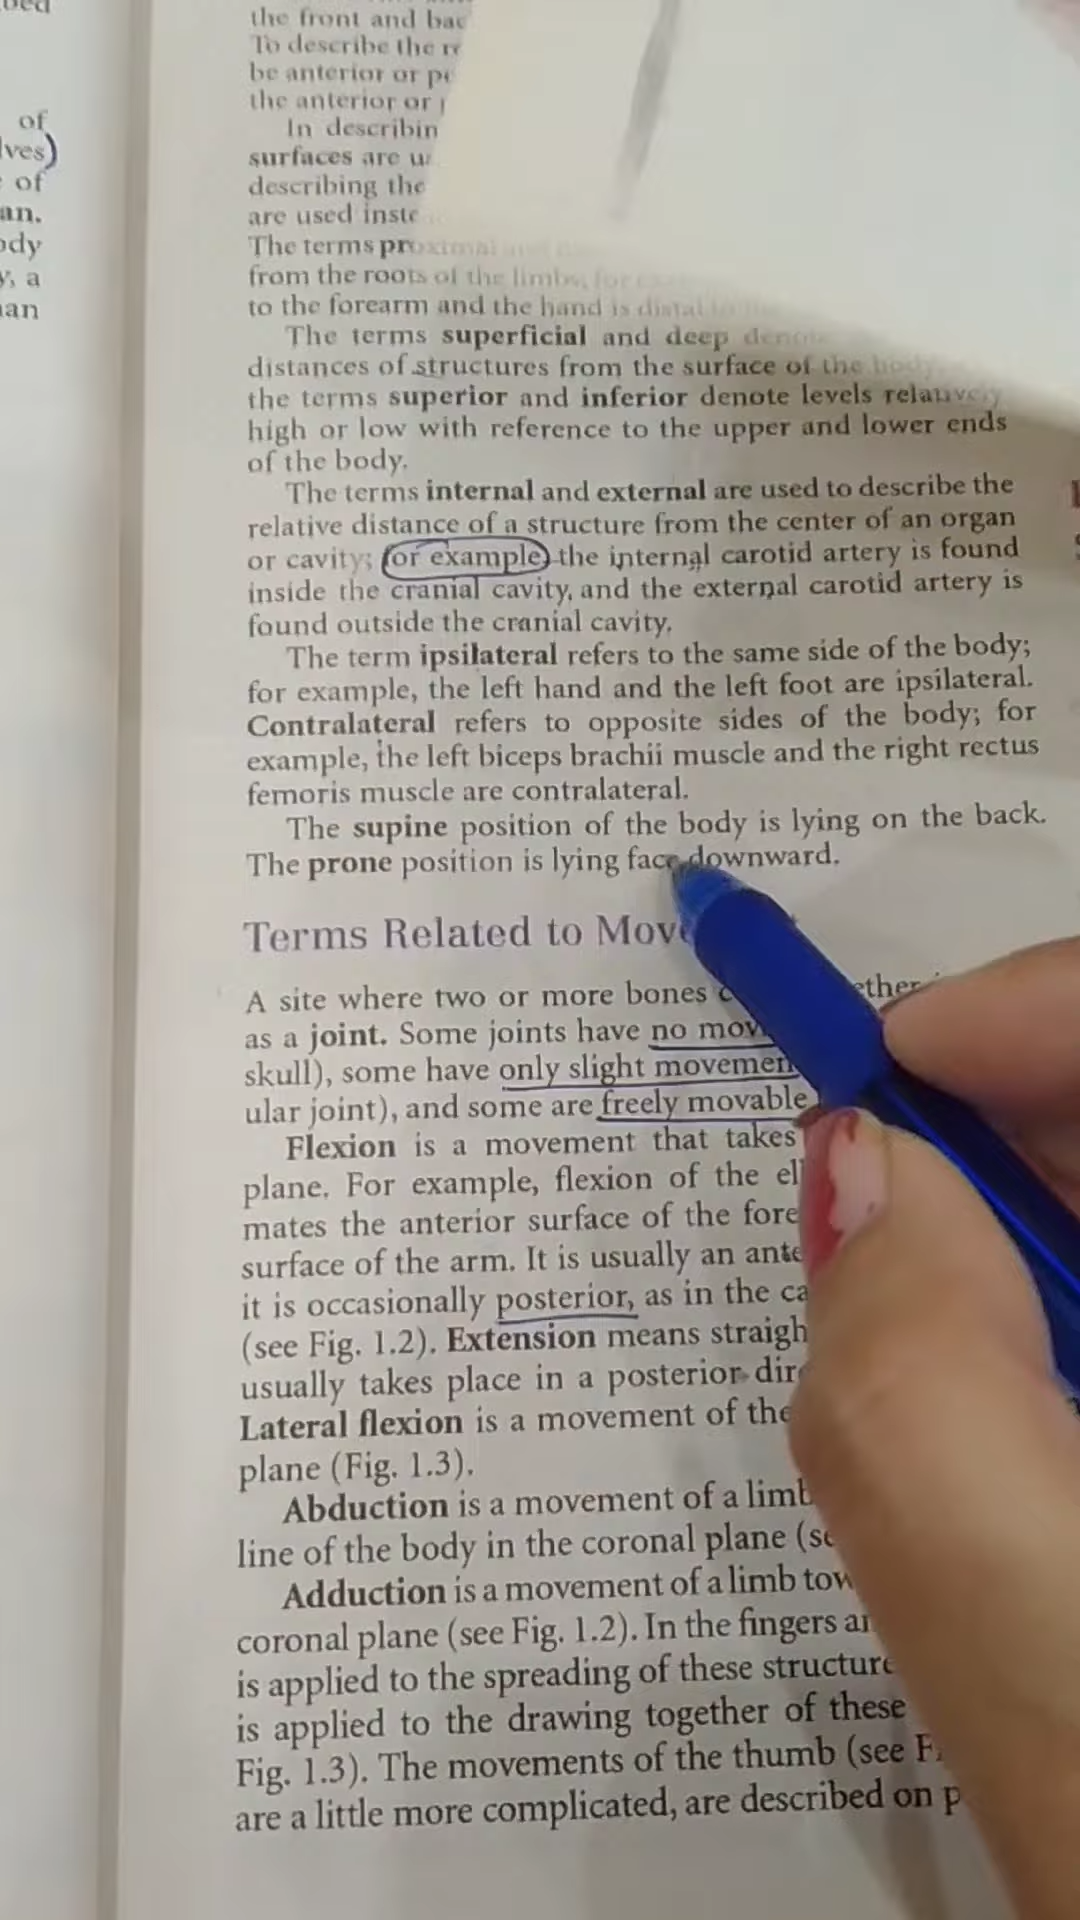 of
lves)
of
an.
ody
y, a
an
the front and bac
To describe the re
be anterior or po
the anterior or
In describin
surfaces are u
describing the
are used inste
The terms proximal
from the roots of the limbs, for
to the forearm and the hand is distal to
The terms superficial and deep denote
distances of structures from the surface of the body
the terms superior and inferior denote levels relatively
high or low with reference to the upper and lower ends
of the body.
The terms internal and external are used to describe the
relative distance of a structure from the center of an organ
or cavity; for example, the internal carotid artery is found
inside the cranial cavity, and the external carotid artery is
found outside the cranial cavity.
The term ipsilateral refers to the same side of the body;
for example, the left hand and the left foot are ipsilateral.
Contralateral refers to opposite sides of the body; for
example, the left biceps brachii muscle and the right rectus
femoris muscle are contralateral.
The supine position of the body is lying on the back.
The prone position is lying face downward.
Terms Related to Mov
A site where two or more bones c ether
as a joint. Some joints have no mov
skull), some have only slight movemen
ular joint), and some are freely movable
Flexion is a movement that takes
plane. For example, flexion of the el
mates the anterior surface of the fore
surface of the arm. It is usually an ante
it is occasionally posterior, as in the ca
(see Fig. 1.2). Extension means straigh
usually takes place in a posterior dire
Lateral flexion is a movement of the
plane (Fig. 1.3).
Abduction is a movement of a limb
line of the body in the coronal plane (se
Adduction is a movement of a limb tow
coronal plane (see Fig. 1.2). In the fingers an
is applied to the spreading of these structure
is applied to the drawing together of these
Fig. 1.3). The movements of the thumb (see F
are a little more complicated, are described on p